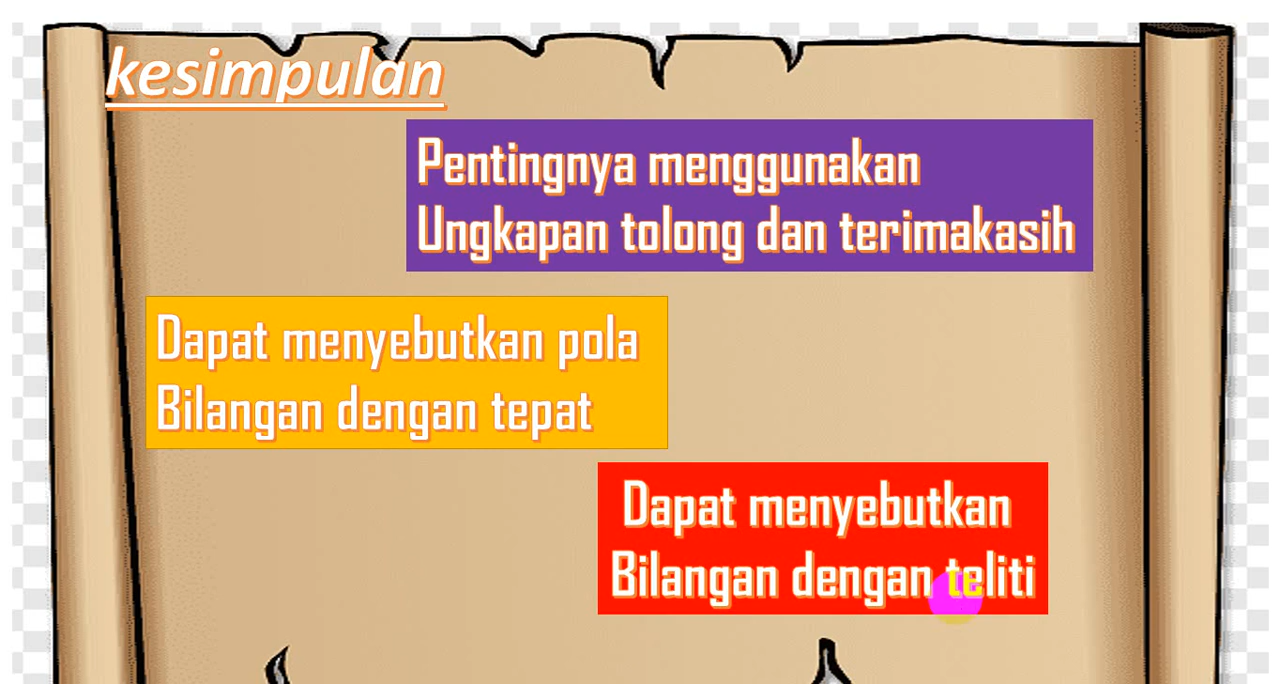 kesimpulan
Pentingnya menggunakan
Ungkapan tolong dan terimakasih
Dapat menyebutkan pola
Bilangan dengan tepat
Dapat menyebutkan
Bilangan dengan teliti